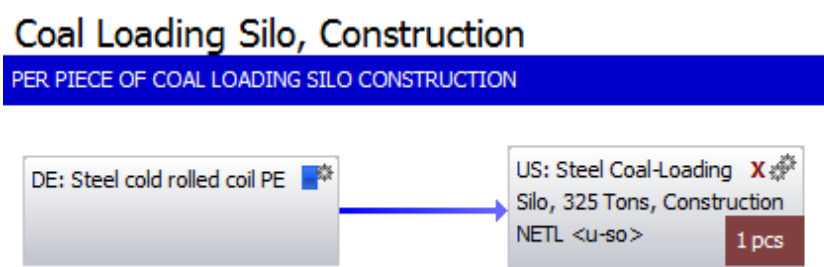 Coal Loading Silo, Construction
PER PIECE OF COAL LOADING SILO CONSTRUCTION
DE: Steel cold rolled coil PE
US: Steel Coal-Loading X
Silo, 325 Tons, Construction
NETL <u-so>
1 pcs